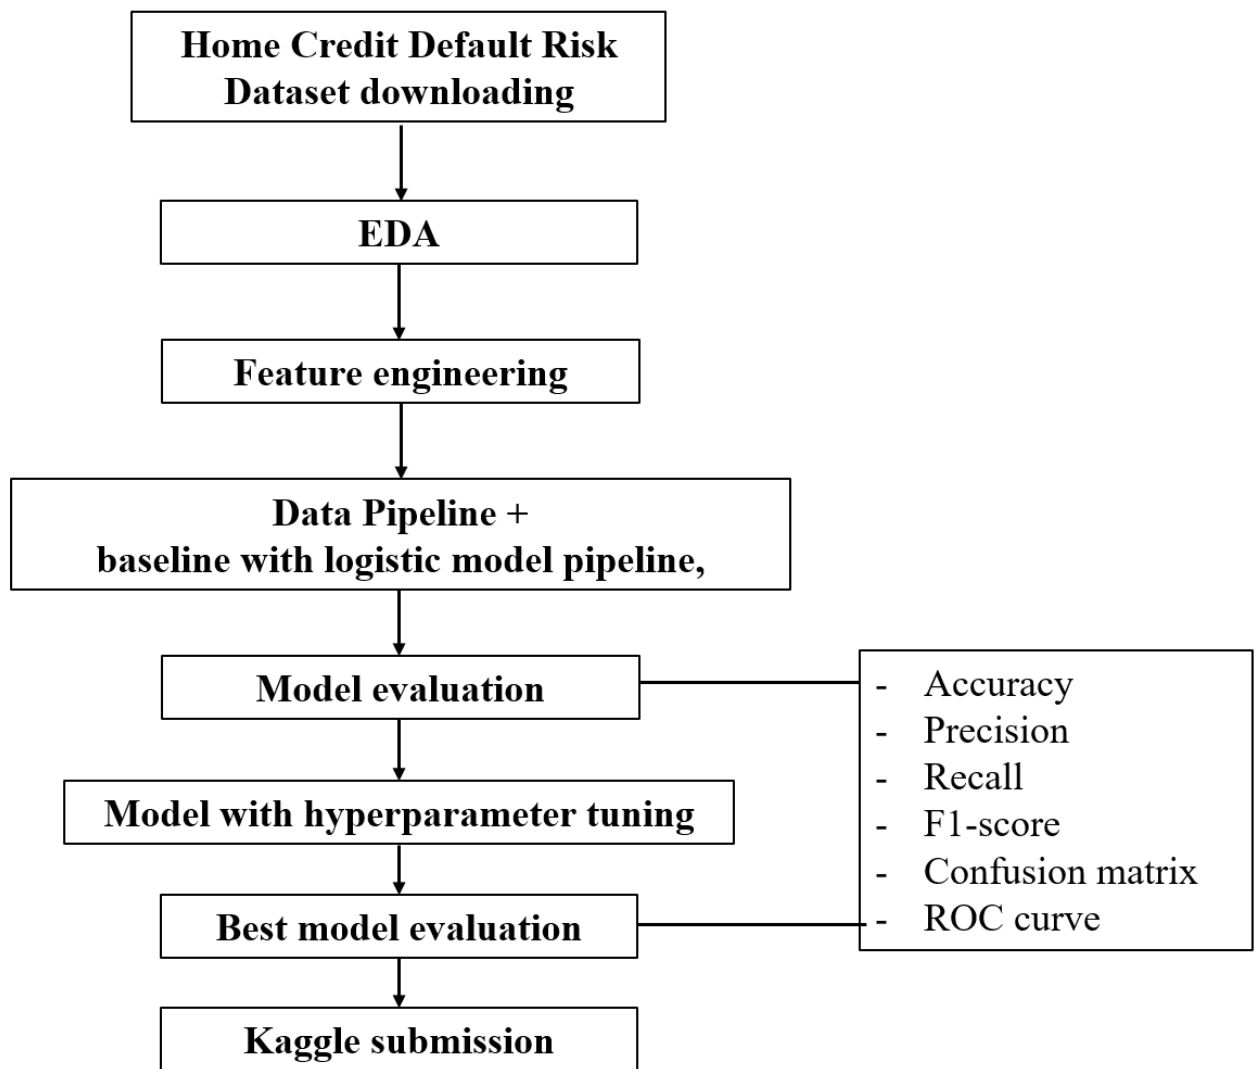 Home Credit Default Risk
Dataset downloading
EDA
Feature engineering
Data Pipeline +
baseline with logistic model pipeline,
Model evaluation
Model with hyperparameter tuning
Best model evaluation
Kaggle submission
- Accuracy
- Precision
- Recall
- F1-score
- Confusion matrix
- ROC curve